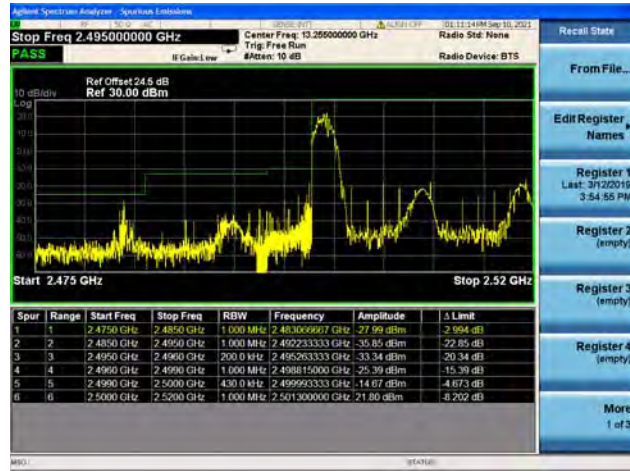 Agilent Spectrum Analyzer - Spurious Emissions
RF 50 Ω AC SENSE:INT ALIGN OFF 01:11:14 PM Sep 10, 2021
Stop Freq 2.495000000 GHz
Center Freq: 13.255000000 GHz
Radio Std: None
Trig: Free Run
PASS
IFGain:Low
#Atten: 10 dB
Radio Device: BTS
Ref Offset 24.5 dB
10 dB/div Ref 30.00 dBm
Log
20.0
10.0
Start 2.475 GHz
Stop 2.52 GHz
Spur Range Start Freq Stop Freq RBW Frequency Amplitude Δ Limit
1 1 2.4750 GHz 2.4850 GHz 1.000 MHz 2.483066667 GHz -27.99 dBm -2.994 dB
2 2 2.4850 GHz 2.4950 GHz 1.000 MHz 2.492233333 GHz -35.85 dBm -22.85 dB
3 3 2.4950 GHz 2.4960 GHz 200.0 kHz 2.495263333 GHz -33.34 dBm -20.34 dB
4 4 2.4960 GHz 2.4990 GHz 1.000 MHz 2.498815000 GHz -25.39 dBm -15.39 dB
5 5 2.4990 GHz 2.5000 GHz 430.0 kHz 2.499993333 GHz -14.67 dBm -4.673 dB
6 6 2.5000 GHz 2.5200 GHz 1.000 MHz 2.501300000 GHz 21.80 dBm -8.202 dB
MSG
STATUS
Recall State
From File...
Edit Register
Names
Register 1
Last: 3/12/2019
3:54:55 PM
Register 2
(empty)
Register 3
(empty)
Register 4
(empty)
More
1 of 3